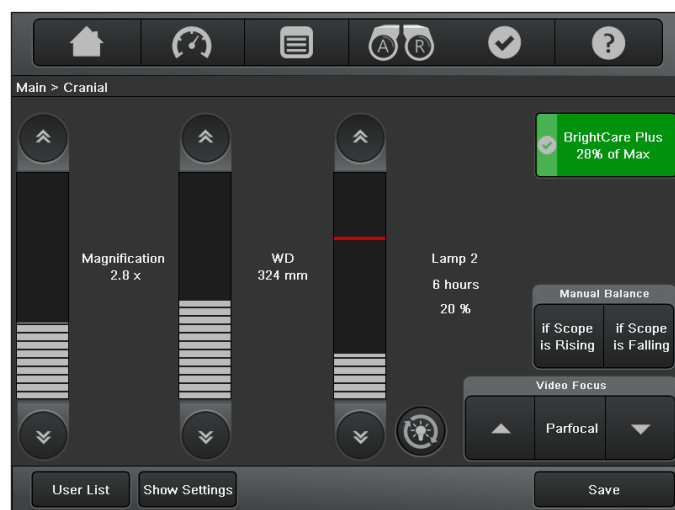 A R
?
Main > Cranial
BrightCare Plus
28% of Max
Magnification
2.8 x
WD
324 mm
Lamp 2
6 hours
20 %
Manual Balance
if Scope
is Rising
if Scope
is Falling
Video Focus
Parfocal
User List
Show Settings
Save